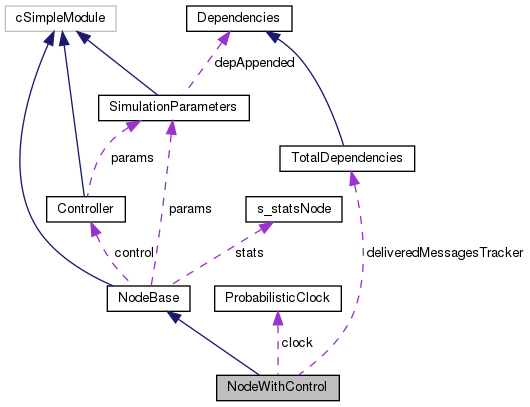 cSimpleModule
Dependencies
depAppended
SimulationParameters
params
TotalDependencies
Controller
params
s_statsNode
control
stats
deliveredMessagesTracker
NodeBase
ProbabilisticClock
clock
NodeWithControl